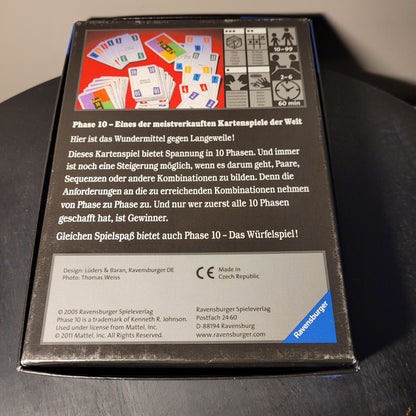 10–99
2–6
60 min
Phase 10 – Eines der meistverkauften Kartenspiele der Welt
Hier ist das Wundermittel gegen Langeweile!
Dieses Kartenspiel bietet Spannung in 10 Phasen. Und immer
ist noch eine Steigerung möglich, wenn es darum geht, Paare,
Sequenzen oder andere Kombinationen zu bilden. Denn die
Anforderungen an die zu erreichenden Kombinationen nehmen
von Phase zu Phase zu. Und nur wer zuerst alle 10 Phasen
geschafft hat, ist Gewinner.
Gleichen Spielspaß bietet auch Phase 10 – Das Würfelspiel!
Design: Lüders & Baran, Ravensburger DE
Photo: Thomas Weiss
CE Made in
Czech Republic
© 2005 Ravensburger Spieleverlag
Phase 10 is a trademark of Kenneth R. Johnson.
Used under license from Mattel, Inc.
© 2011 Mattel, Inc. All Rights Reserved.
Ravensburger Spieleverlag
Postfach 24 60
D-88194 Ravensburg
www.ravensburger.com
Ravensburger